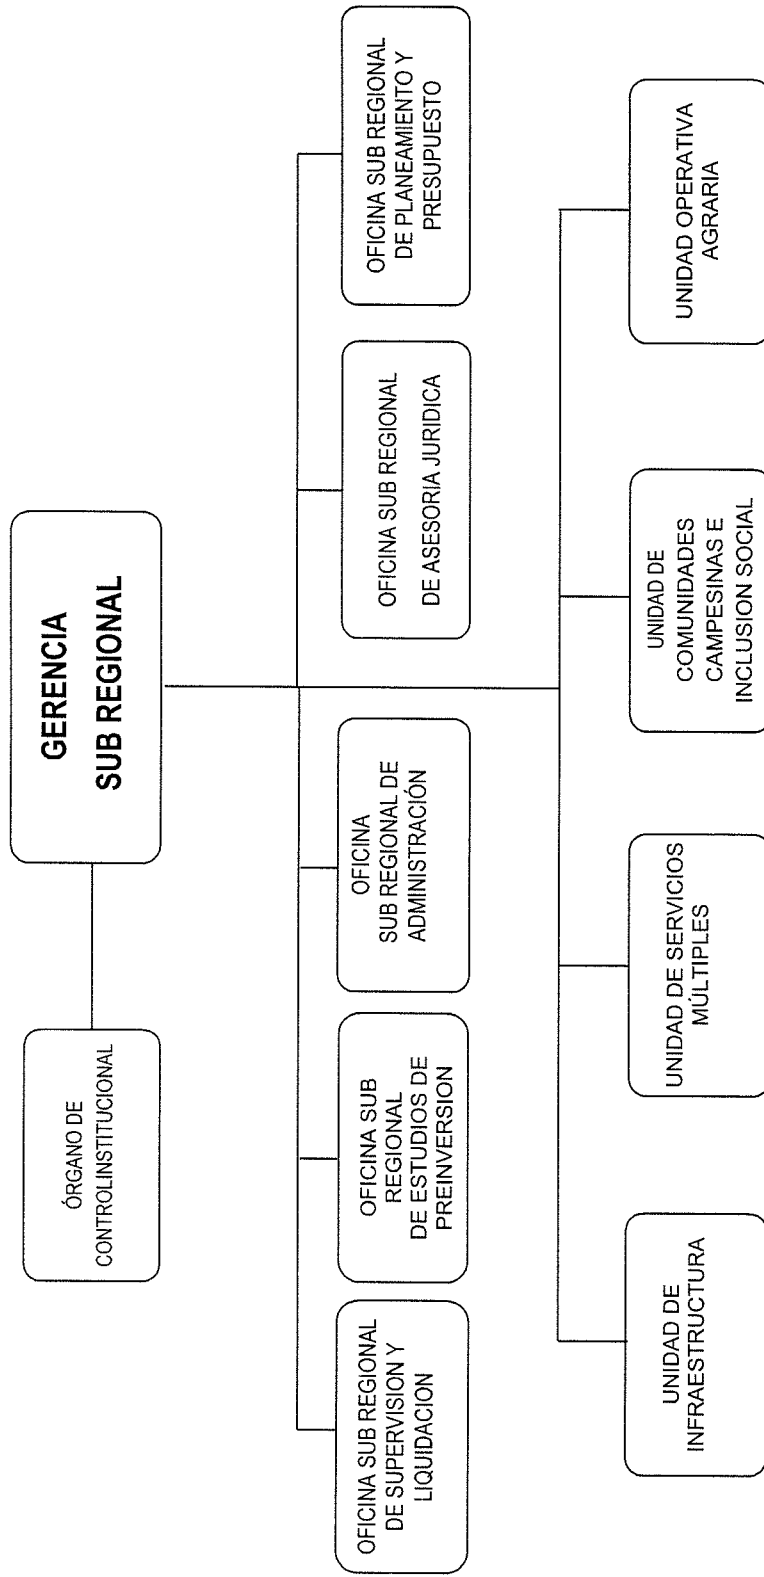 GERENCIA
SUB REGIONAL
ÓRGANO DE
CONTROLINSTITUCIONAL
OFICINA SUB REGIONAL
DE SUPERVISION Y
LIQUIDACION
OFICINA SUB
REGIONAL
DE ESTUDIOS DE
PREINVERSION
OFICINA
SUB REGIONAL DE
ADMINISTRACIÓN
OFICINA SUB REGIONAL
DE ASESORIA JURIDICA
OFICINA SUB REGIONAL
DE PLANEAMIENTO Y
PRESUPUESTO
UNIDAD DE
INFRAESTRUCTURA
UNIDAD DE SERVICIOS
MÚLTIPLES
UNIDAD DE
COMUNIDADES
CAMPESINAS E
INCLUSION SOCIAL
UNIDAD OPERATIVA
AGRARIA